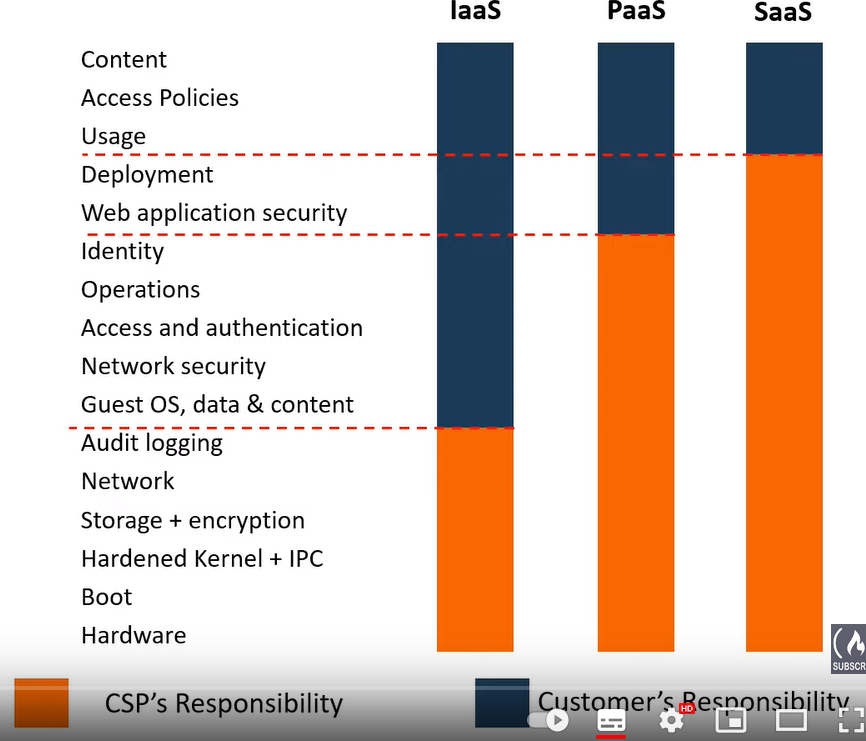 IaaS PaaS SaaS
Content
Access Policies
Usage
Deployment
Web application security
Identity
Operations
Access and authentication
Network security
Guest OS, data & content
Audit logging
Network
Storage + encryption
Hardened Kernel + IPC
Boot
Hardware
SUBSCR
CSP's Responsibility Customer's Responsibility
HD